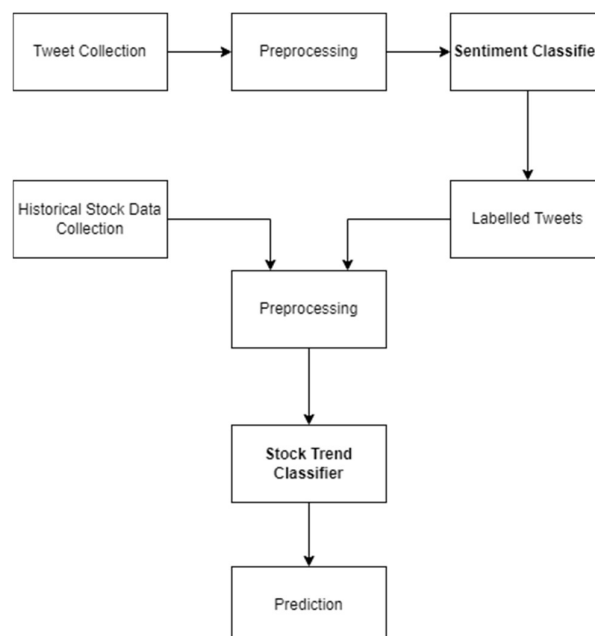 Tweet Collection
Preprocessing
Sentiment Classifie
Historical Stock Data
Collection
Labelled Tweets
Preprocessing
Stock Trend
Classifier
Prediction